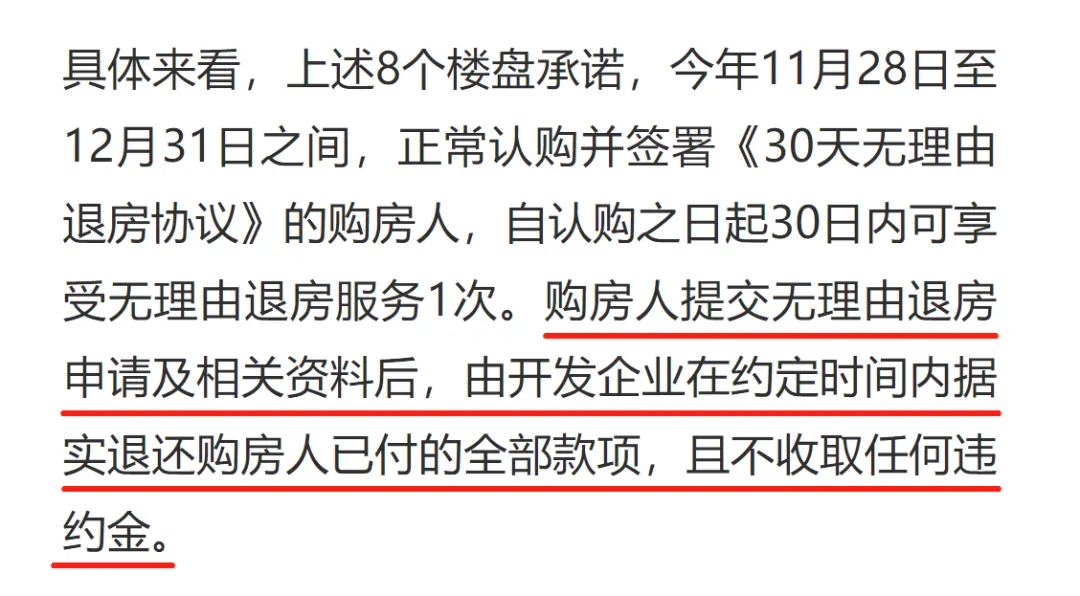 具体来看，上述8个楼盘承诺，今年11月28日至
12月31日之间，正常认购并签署《30天无理由
退房协议》的购房人，自认购之日起30日内可享
受无理由退房服务1次。购房人提交无理由退房
申请及相关资料后，由开发企业在约定时间内据
实退还购房人已付的全部款项，且不收取任何违
约金。